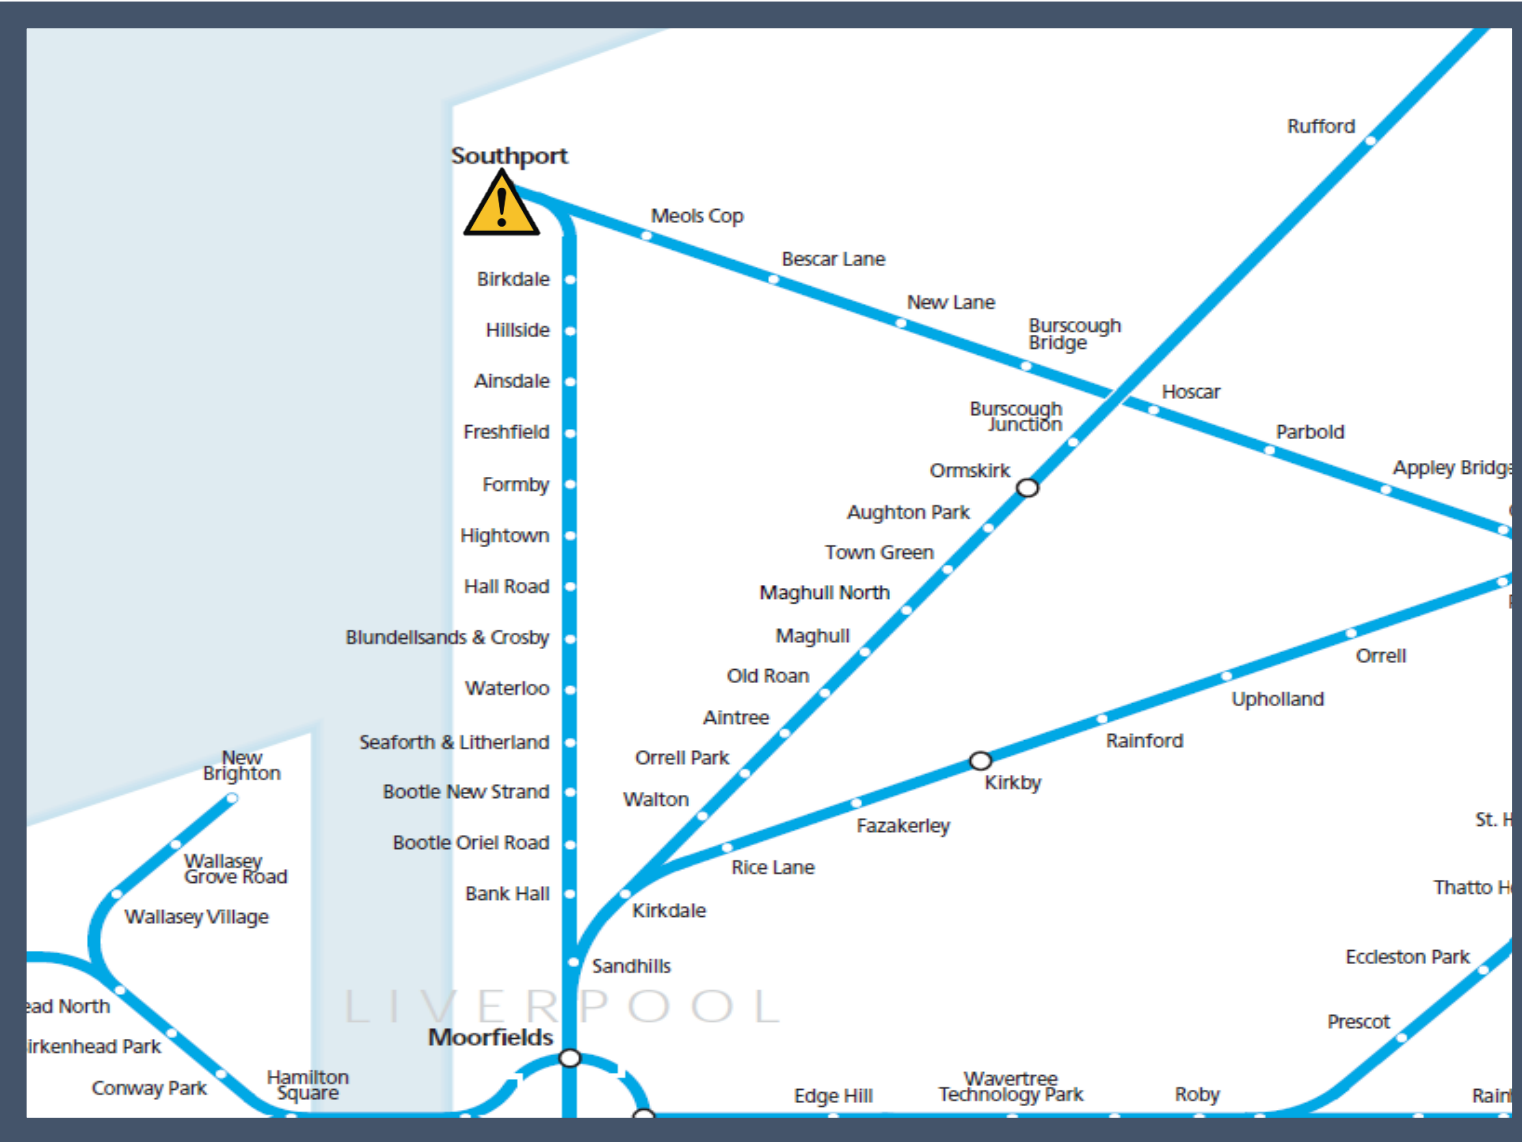 Rufford
Southport
!
Meols Cop
Bescar Lane
Birkdale
New Lane
Hillside
Burscough
Bridge
Ainsdale
Hoscar
Burscough
Junction
Freshfield
Parbold
Ormskirk
Appley Bridge
Formby
Aughton Park
Hightown
Town Green
Hall Road
Maghull North
Blundellsands & Crosby
Maghull
Orrell
Old Roan
Waterloo
Upholland
Aintree
Seaforth & Litherland
Rainford
New
Brighton
Orrell Park
Kirkby
Bootle New Strand
Walton
St. H
Fazakerley
Bootle Oriel Road
Wallasey
Grove Road
Rice Lane
Thatto H
Bank Hall
Wallasey Village
Kirkdale
Eccleston Park
Sandhills
ead North
LIVERPOOL
Prescot
Moorfields
irkenhead Park
Hamilton
Square
Conway Park
Wavertree
Technology Park
Edge Hill
Roby
Rain